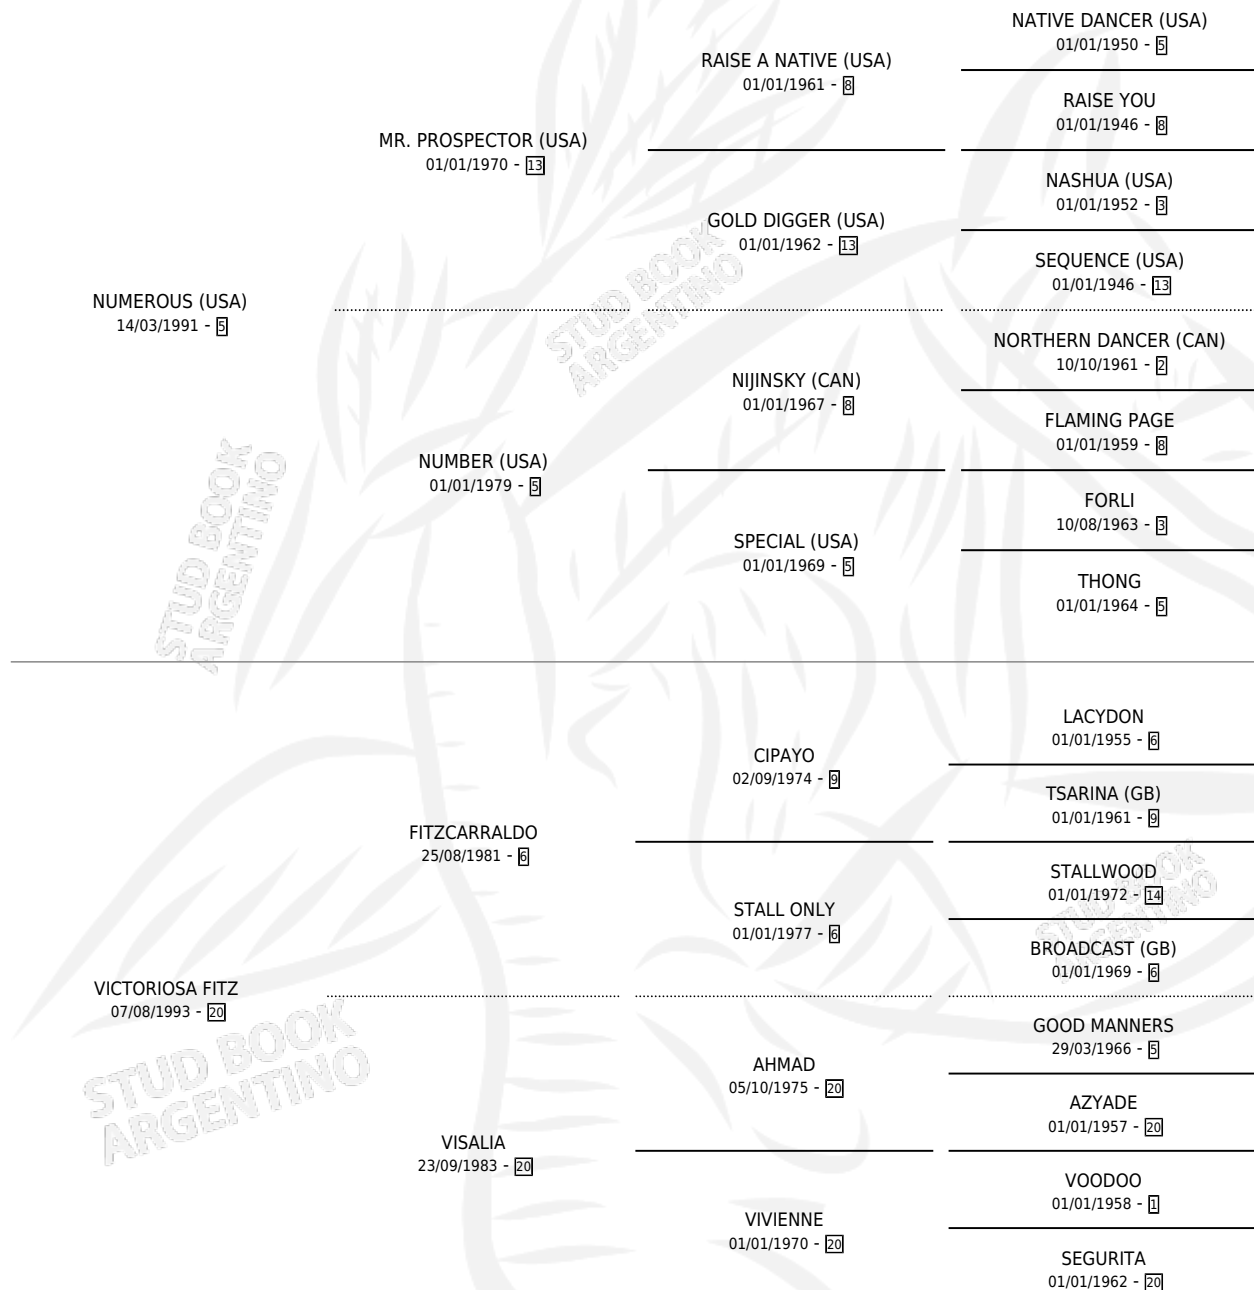 NUMEROUS (USA)
14/03/1991 - 5
MR. PROSPECTOR (USA)
01/01/1970 - 13
NUMBER (USA)
01/01/1979 - 5
RAISE A NATIVE (USA)
01/01/1961 - 8
GOLD DIGGER (USA)
01/01/1962 - 13
NIJINSKY (CAN)
01/01/1967 - 8
SPECIAL (USA)
01/01/1969 - 5
NATIVE DANCER (USA)
01/01/1950 - 5
RAISE YOU
01/01/1946 - 8
NASHUA (USA)
01/01/1952 - 3
SEQUENCE (USA)
01/01/1946 - 13
NORTHERN DANCER (CAN)
10/10/1961 - 2
FLAMING PAGE
01/01/1959 - 8
FORLI
10/08/1963 - 3
THONG
01/01/1964 - 5
VICTORIOSA FITZ
07/08/1993 - 20
FITZCARRALDO
25/08/1981 - 6
VISALIA
23/09/1983 - 20
CIPAYO
02/09/1974 - 9
STALL ONLY
01/01/1977 - 6
AHMAD
05/10/1975 - 20
VIVIENNE
01/01/1970 - 20
LACYDON
01/01/1955 - 6
TSARINA (GB)
01/01/1961 - 9
STALLWOOD
01/01/1972 - 14
BROADCAST (GB)
01/01/1969 - 6
GOOD MANNERS
29/03/1966 - 5
AZYADE
01/01/1957 - 20
VOODOO
01/01/1958 - 1
SEGURITA
01/01/1962 - 20
STUD BOOK
ARGENTINO
STUD BOOK
ARGENTINO
STUD BOOK
ARGENTINO
STUD BOOK
ARGENTINO